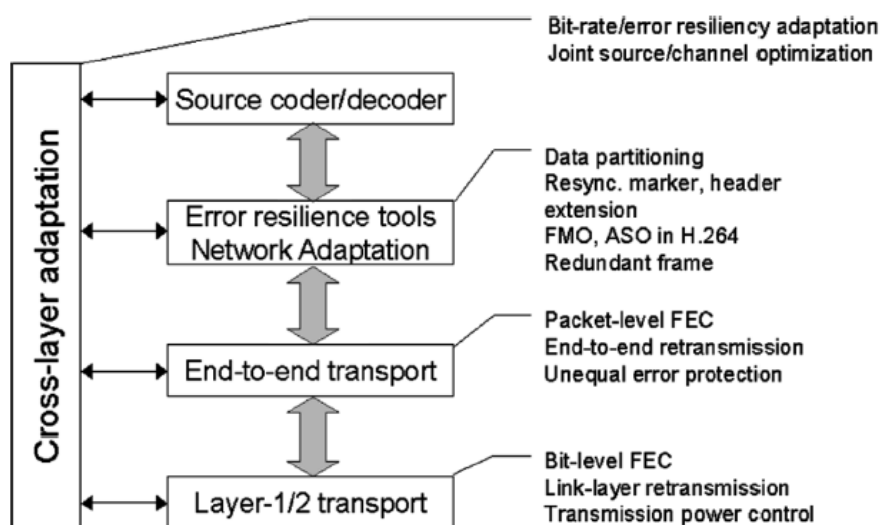 Bit-rate/error resiliency adaptation
Joint source/channel optimization
Cross-layer adaptation
Source coder/decoder
Error resilience tools
Network Adaptation
Data partitioning
Resync. marker, header
extension
FMO, ASO in H.264
Redundant frame
End-to-end transport
Packet-level FEC
End-to-end retransmission
Unequal error protection
Layer-1/2 transport
Bit-level FEC
Link-layer retransmission
Transmission power control